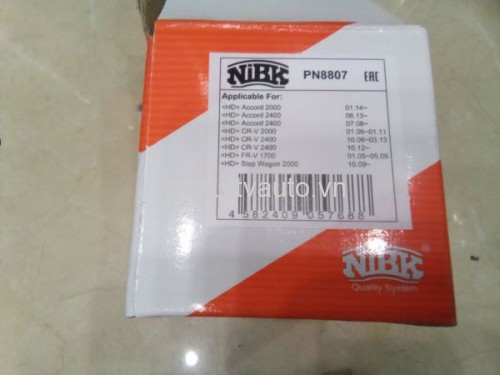 NiBK PN8807 EAC
Applicable For:
<HD> Accord 2000 01.14~
<HD> Accord 2400 06.13~
<HD> Accord 2400 07.58~
<HD> CR-V 2000 01.06~01.11
<HD> CR-V 2400 10.06~03.13
<HD> CR-V 2400 10.12~
<HD> FR-V 1700 01.05~05.09
<HD> Step Wagon 2000 10.09~
tvauto.vn
4 582409 057688
NiBK ®
Quality System